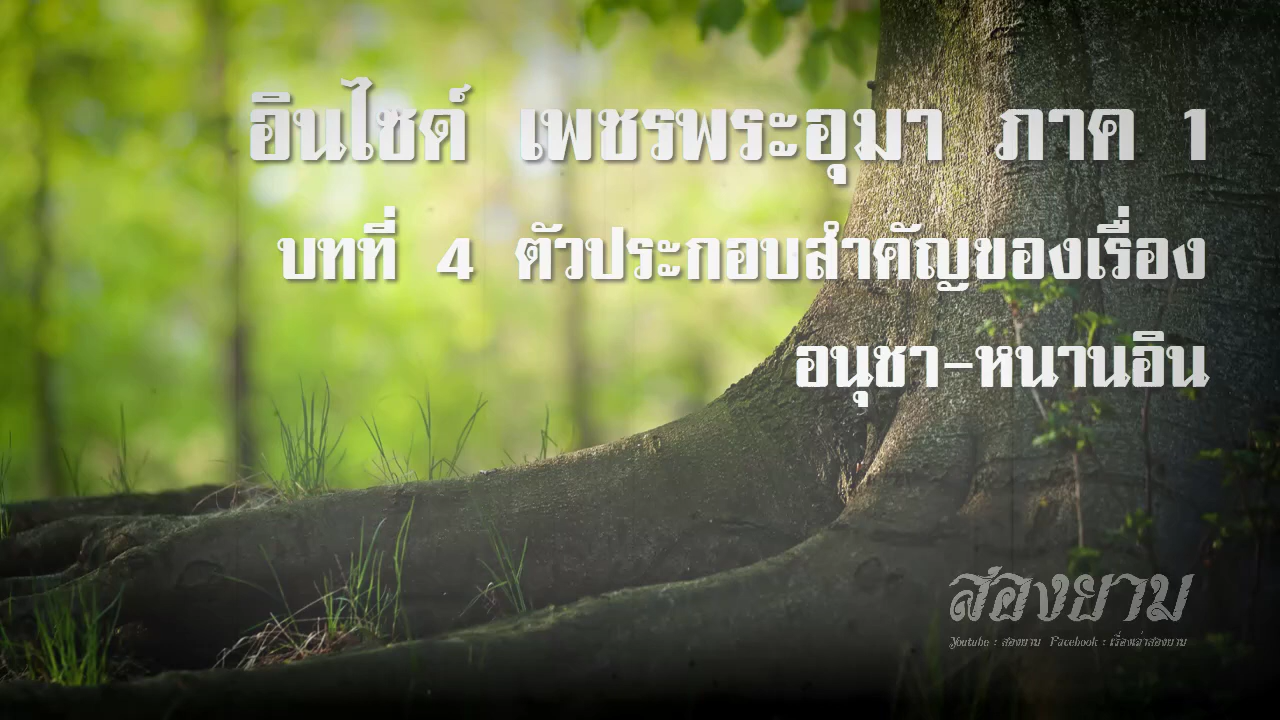 อินไซด์ เพชรพระอุมา ภาค 1
บทที่ 4 ตัวประกอบสำคัญของเรื่อง
อนุชา-หนานอิน
ส่องยาม
Youtube : สองยาม Facebook : เรื่องเล่าสองยาม